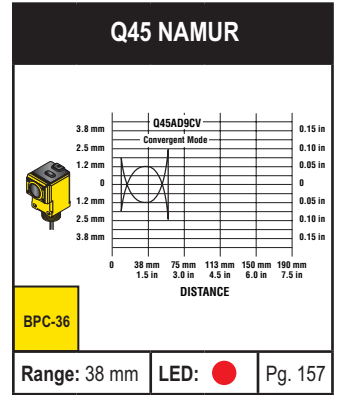 Q45 NAMUR
Q45AD9CV
Convergent Mode
3.8 mm 0.15 in
2.5 mm 0.10 in
1.2 mm 0.05 in
0 0
1.2 mm 0.05 in
2.5 mm 0.10 in
3.8 mm 0.15 in
0 38 mm 75 mm 113 mm 150 mm 190 mm
1.5 in 3.0 in 4.5 in 6.0 in 7.5 in
DISTANCE
BPC-36
Range: 38 mm LED: Pg. 157